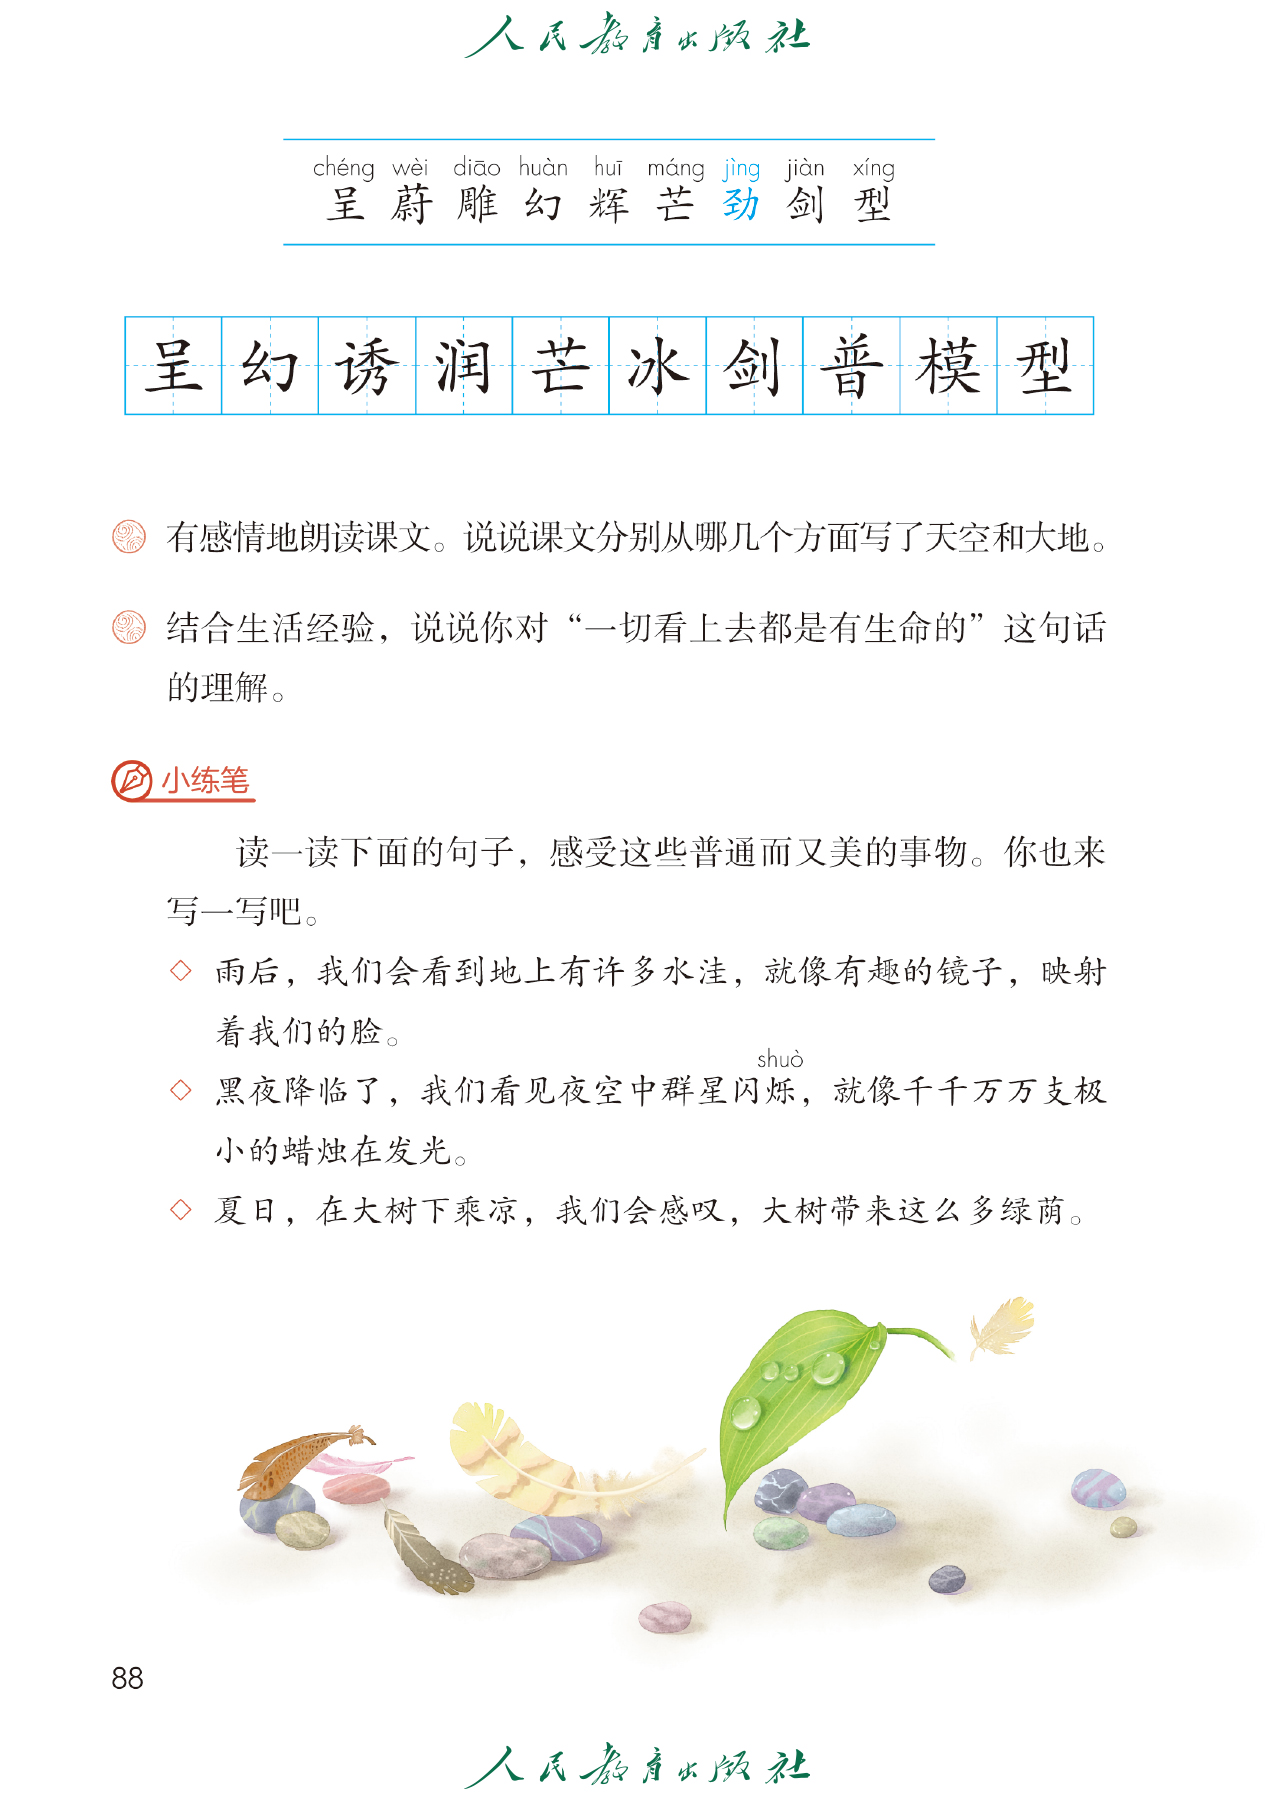 人民教育出版社
chéng wèi diāo huàn huī máng jìng jiàn xíng
呈 蔚 雕 幻 辉 芒 劲 剑 型
呈 幻 诱 润 芒 冰 剑 普 模 型
有感情地朗读课文。说说课文分别从哪几个方面写了天空和大地。
结合生活经验，说说你对“一切看上去都是有生命的”这句话
的理解。
小练笔
读一读下面的句子，感受这些普通而又美的事物。你也来
写一写吧。
◇ 雨后，我们会看到地上有许多水洼，就像有趣的镜子，映射
着我们的脸。
shuò
◇ 黑夜降临了，我们看见夜空中群星闪烁，就像千千万万支极
小的蜡烛在发光。
◇ 夏日，在大树下乘凉，我们会感叹，大树带来这么多绿荫。
88
人民教育出版社